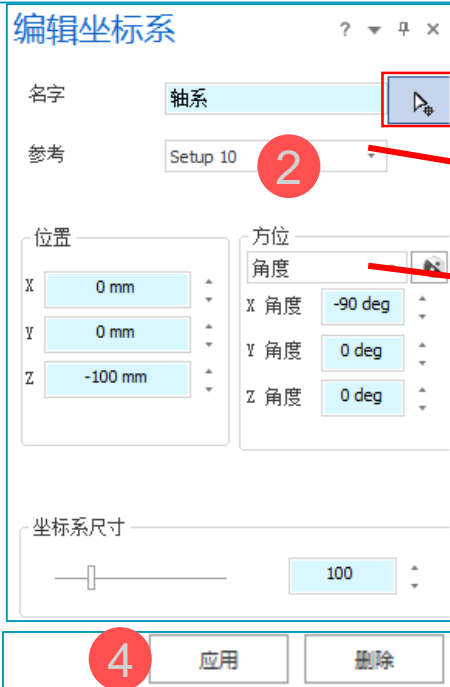 编辑坐标系 ?
名字 轴系
参考 Setup 10 2
位置 方位
角度
X 0 mm X 角度 -90 deg
Y 0 mm Y 角度 0 deg
Z -100 mm Z 角度 0 deg
坐标系尺寸
100
4 应用 删除